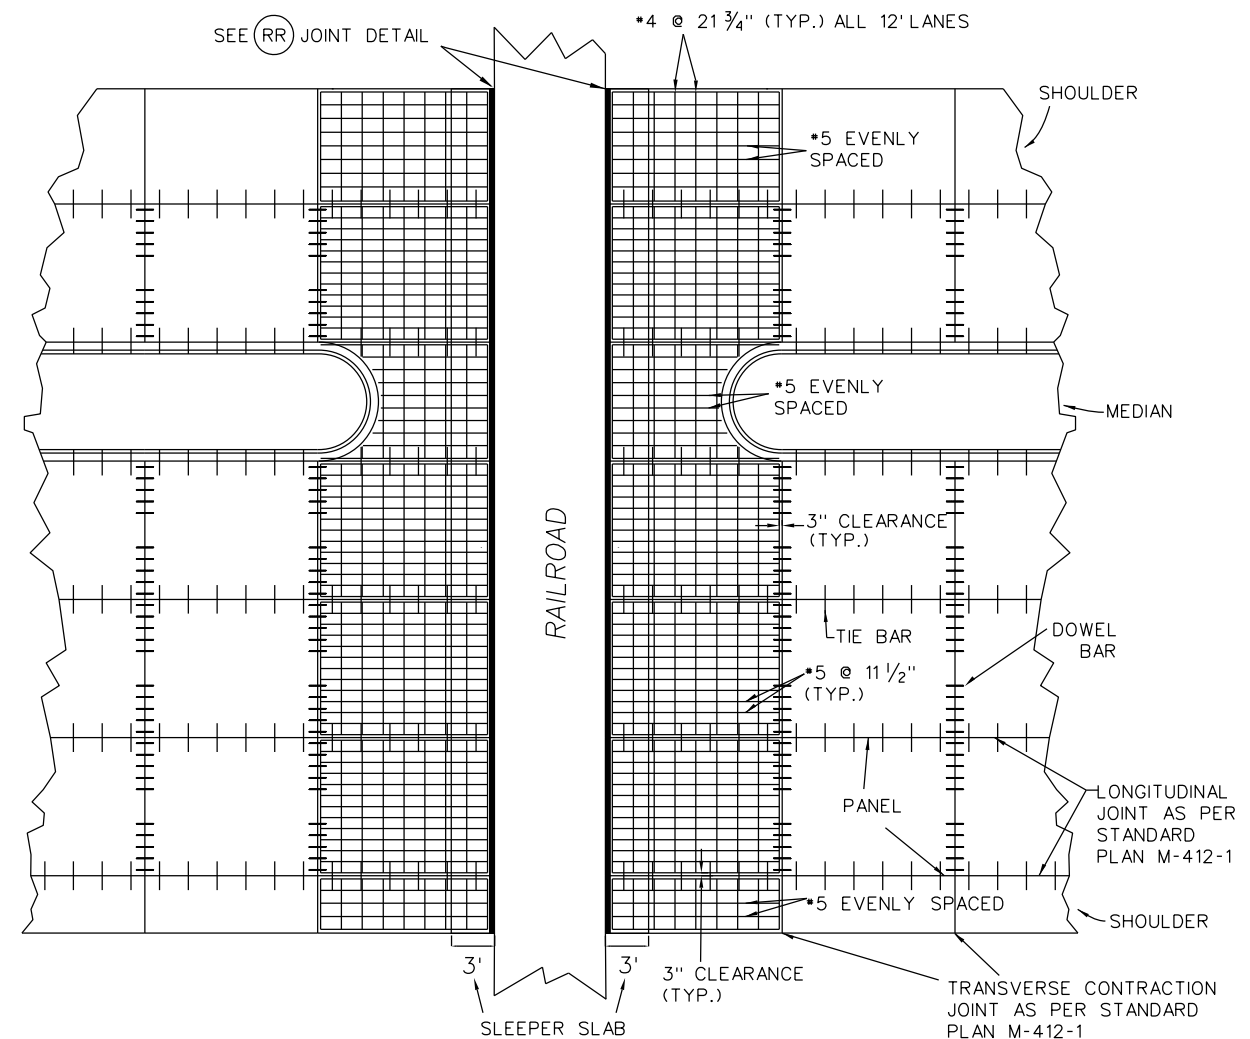 SEE RR JOINT DETAIL
#4 @ 21 3/4" (TYP.) ALL 12' LANES
SHOULDER
#5 EVENLY
SPACED
#5 EVENLY
SPACED
MEDIAN
RAILROAD
3" CLEARANCE
(TYP.)
TIE BAR
DOWEL
BAR
#5 @ 11 1/2"
(TYP.)
PANEL
LONGITUDINAL
JOINT AS PER
STANDARD
PLAN M-412-1
#5 EVENLY SPACED
SHOULDER
3'
3'
3" CLEARANCE
(TYP.)
SLEEPER SLAB
TRANSVERSE CONTRACTION
JOINT AS PER STANDARD
PLAN M-412-1